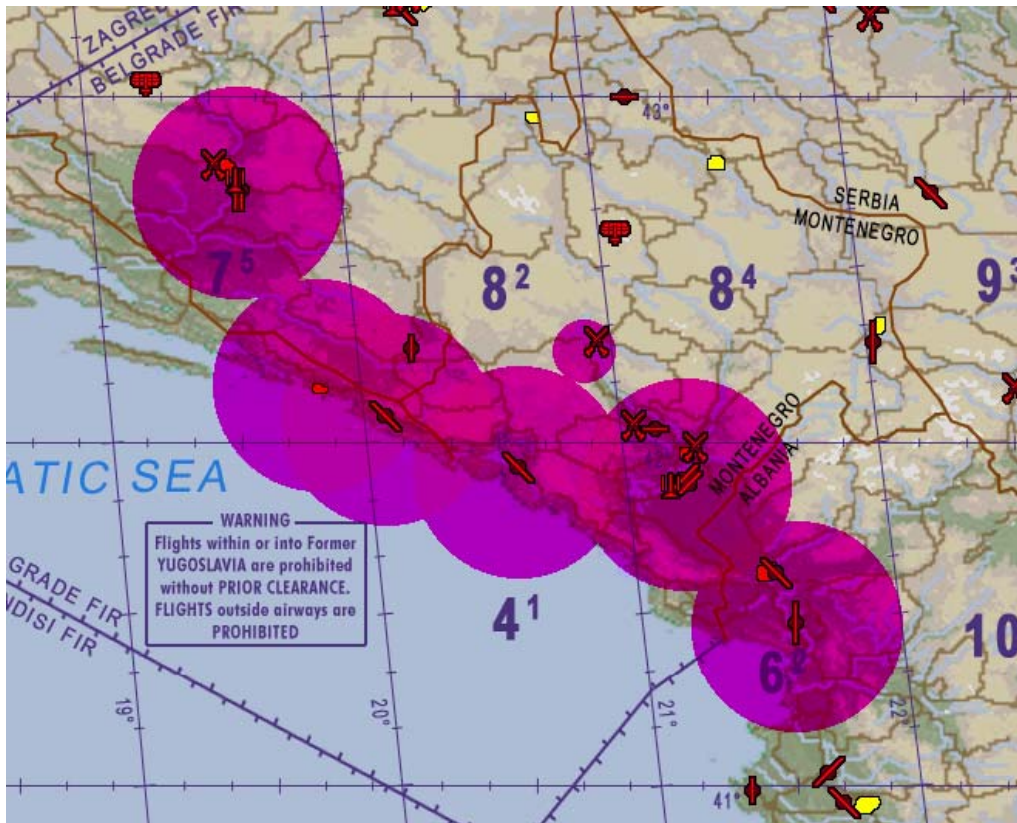 ZAGREB
BELGRADE FIR
43°
SERBIA
MONTENEGRO
7⁵
8²
8⁴
9³
MONTENEGRO
ALBANIA
ATIC SEA
WARNING
Flights within or into Former
YUGOSLAVIA are prohibited
without PRIOR CLEARANCE.
FLIGHTS outside airways are
PROHIBITED
GRADE FIR
NDISI FIR
4¹
10
6
19°
20°
21°
22°
41°